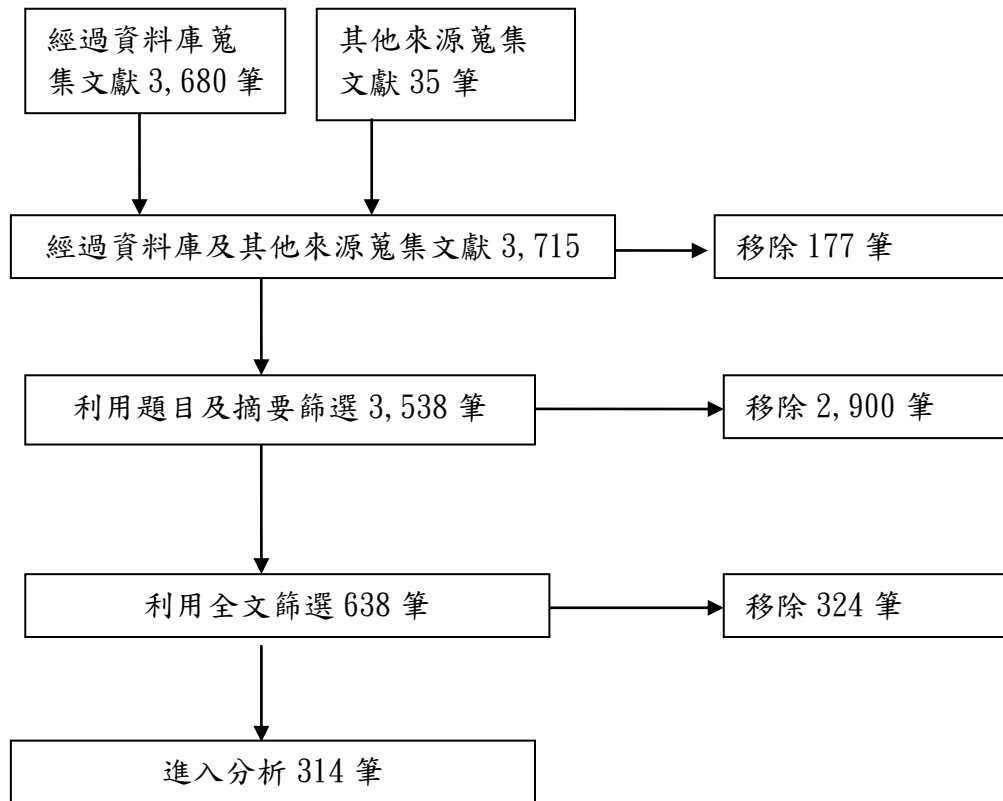 經過資料庫蒐
集文獻 3,680 筆
其他來源蒐集
文獻 35 筆
經過資料庫及其他來源蒐集文獻 3,715
移除 177 筆
利用題目及摘要篩選 3,538 筆
移除 2,900 筆
利用全文篩選 638 筆
移除 324 筆
進入分析 314 筆